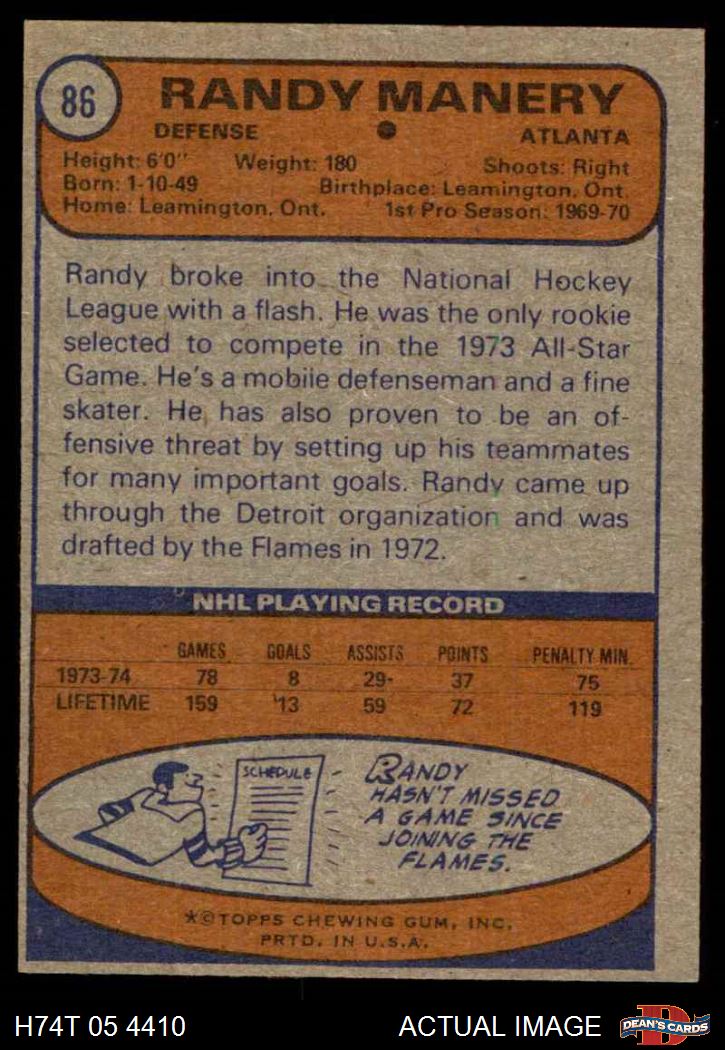 86
RANDY MANERY
DEFENSE
ATLANTA
Height: 6'0" Weight: 180 Shoots: Right
Born: 1-10-49 Birthplace: Leamington, Ont.
Home: Leamington, Ont. 1st Pro Season: 1969-70
Randy broke into the National Hockey
League with a flash. He was the only rookie
selected to compete in the 1973 All-Star
Game. He's a mobile defenseman and a fine
skater. He has also proven to be an of-
fensive threat by setting up his teammates
for many important goals. Randy came up
through the Detroit organization and was
drafted by the Flames in 1972.
NHL PLAYING RECORD
GAMES GOALS ASSISTS POINTS PENALTY MIN.
1973-74 78 8 29 37 75
LIFETIME 159 13 59 72 119
SCHEDULE
RANDY
HASN'T MISSED
A GAME SINCE
JOINING THE
FLAMES.
*©TOPPS CHEWING GUM, INC.
PRTD. IN U.S.A.
H74T 05 4410 ACTUAL IMAGE
D
DEAN'S CARDS